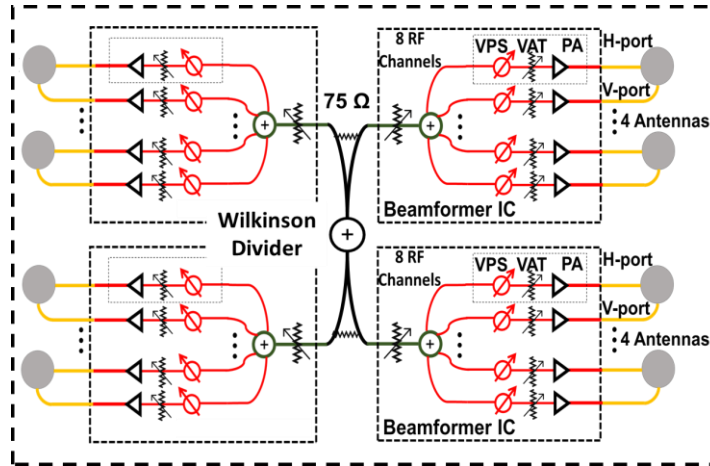 8 RF
Channels
VPS VAT PA
H-port
V-port
75 Ω
4 Antennas
+
+
Beamformer IC
Wilkinson
Divider
+
8 RF
Channels
VPS VAT PA
H-port
V-port
4 Antennas
+
+
Beamformer IC